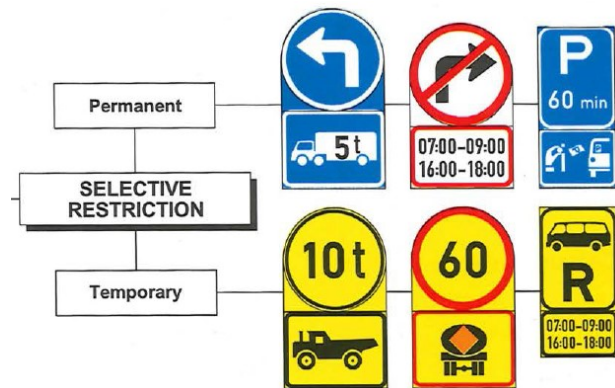 Permanent
5t
07:00-09:00
16:00-18:00
P
60 min
SELECTIVE
RESTRICTION
Temporary
10t
60
R
07:00-09:00
16:00-18:00